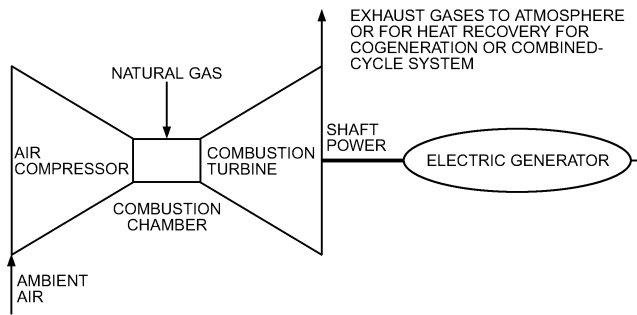 EXHAUST GASES TO ATMOSPHERE
OR FOR HEAT RECOVERY FOR
COGENERATION OR COMBINED-
CYCLE SYSTEM
NATURAL GAS
AIR
COMPRESSOR
COMBUSTION
TURBINE
SHAFT
POWER
ELECTRIC GENERATOR
COMBUSTION
CHAMBER
AMBIENT
AIR